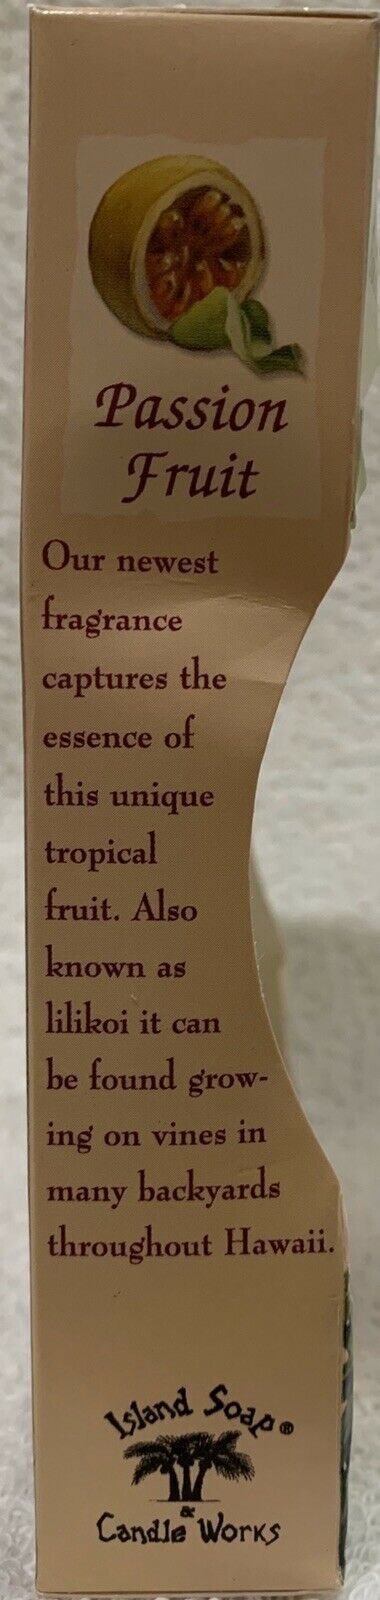 Passion
Fruit
Our newest
fragrance
captures the
essence of
this unique
tropical
fruit. Also
known as
lilikoi it can
be found grow-
ing on vines in
many backyards
throughout Hawaii.
Island Soap®
&
Candle Works